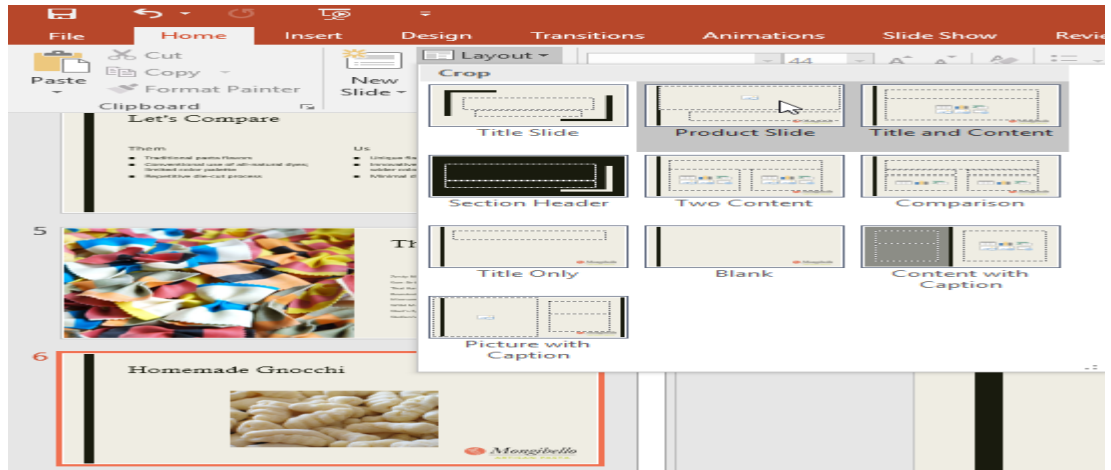 File Home Insert Design Transitions Animations Slide Show Revie
Cut
Copy
Format Painter
Paste
Clipboard
New
Slide
Layout
44
Crop
Title Slide
Product Slide
Title and Content
Section Header
Two Content
Comparison
Title Only
Blank
Content with
Caption
Picture with
Caption
Let's Compare
Them
Us
Traditional pasta flavors
Conventional use of all-natural dyes;
limited color palette
Repetitive die-cut process
5
Th
6
Homemade Gnocchi
Mongibello